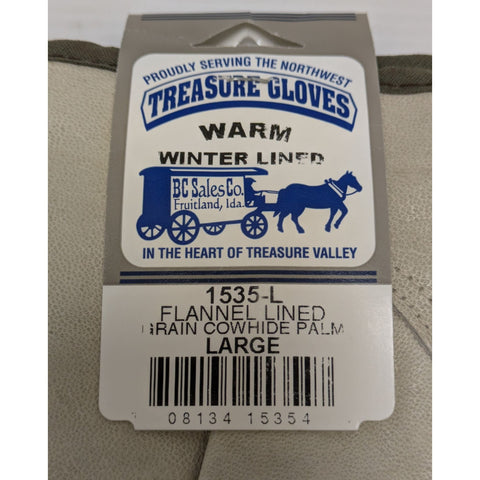 PROUDLY SERVING THE NORTHWEST
TREASURE GLOVES
WARM
WINTER LINED
BC Sales Co.
Fruitland, Ida.
IN THE HEART OF TREASURE VALLEY
1535-L
FLANNEL LINED
GRAIN COWHIDE PALM
LARGE
08134 15354